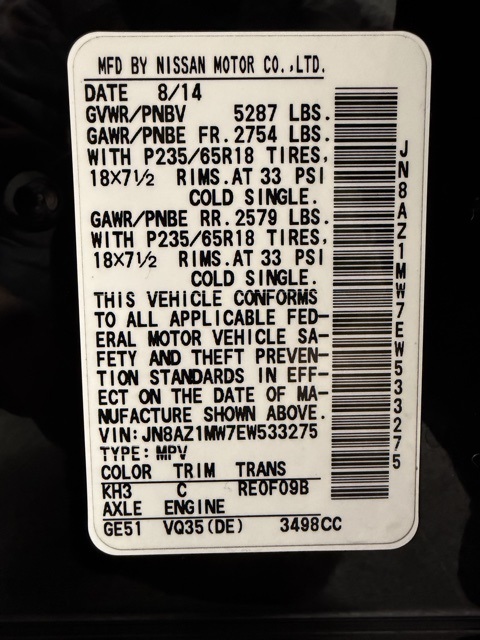 MFD BY NISSAN MOTOR CO.,LTD.
DATE 8/14
GVWR/PNBV 5287 LBS.
GAWR/PNBE FR. 2754 LBS.
WITH P235/65R18 TIRES,
18X7½ RIMS. AT 33 PSI
COLD SINGLE.
GAWR/PNBE RR. 2579 LBS.
WITH P235/65R18 TIRES,
18X7½ RIMS. AT 33 PSI
COLD SINGLE.
THIS VEHICLE CONFORMS
TO ALL APPLICABLE FED-
ERAL MOTOR VEHICLE SA-
FETY AND THEFT PREVEN-
TION STANDARDS IN EFF-
ECT ON THE DATE OF MA-
NUFACTURE SHOWN ABOVE.
VIN: JN8AZ1MW7EW533275
TYPE: MPV
COLOR TRIM TRANS
KH3 C RE0F09B
AXLE ENGINE
GE51 VQ35(DE) 3498CC
JN8AZ1MW7EW533275